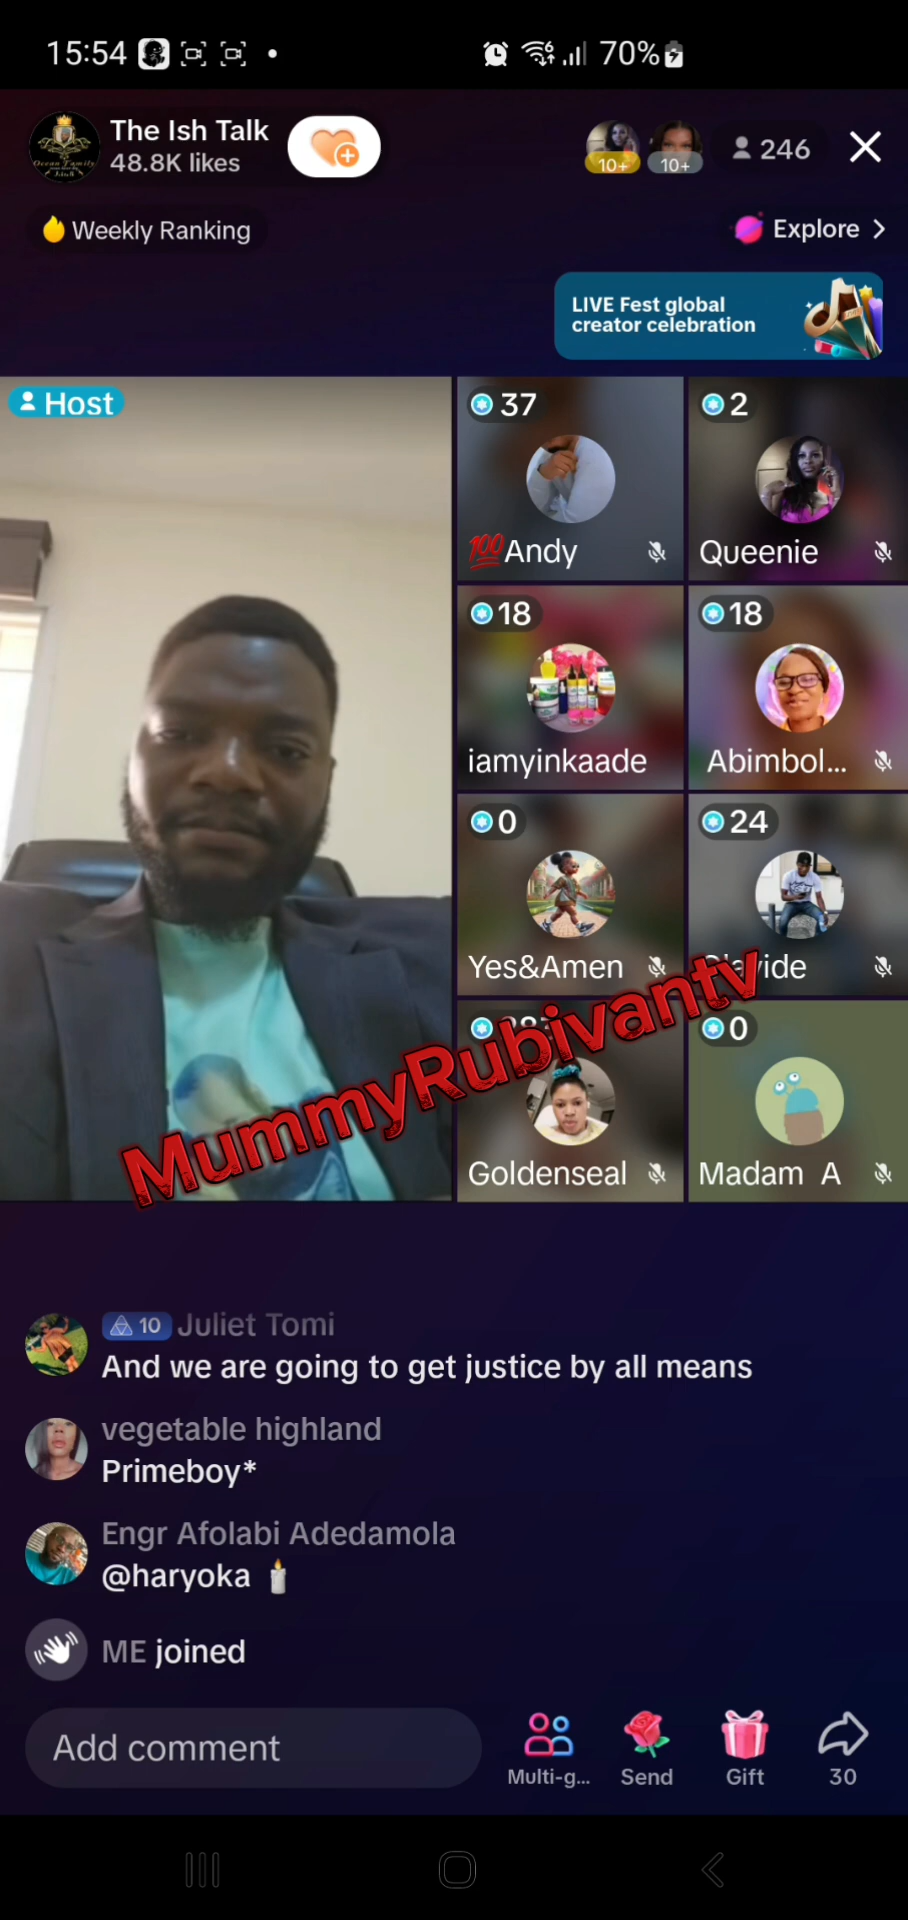 15:54
70%
The Ish Talk
48.8K likes
10+
10+
246
Weekly Ranking
Explore >
LIVE Fest global
creator celebration
Host
37
💯Andy
2
Queenie
18
iamyinkaade
18
Abimbol...
0
Yes&Amen
24
MummyRubivantv
Goldenseal
0
Madam A
10 Juliet Tomi
And we are going to get justice by all means
vegetable highland
Primeboy*
Engr Afolabi Adedamola
@haryoka 🕯
ME joined
Add comment
Multi-g...
Send
Gift
30